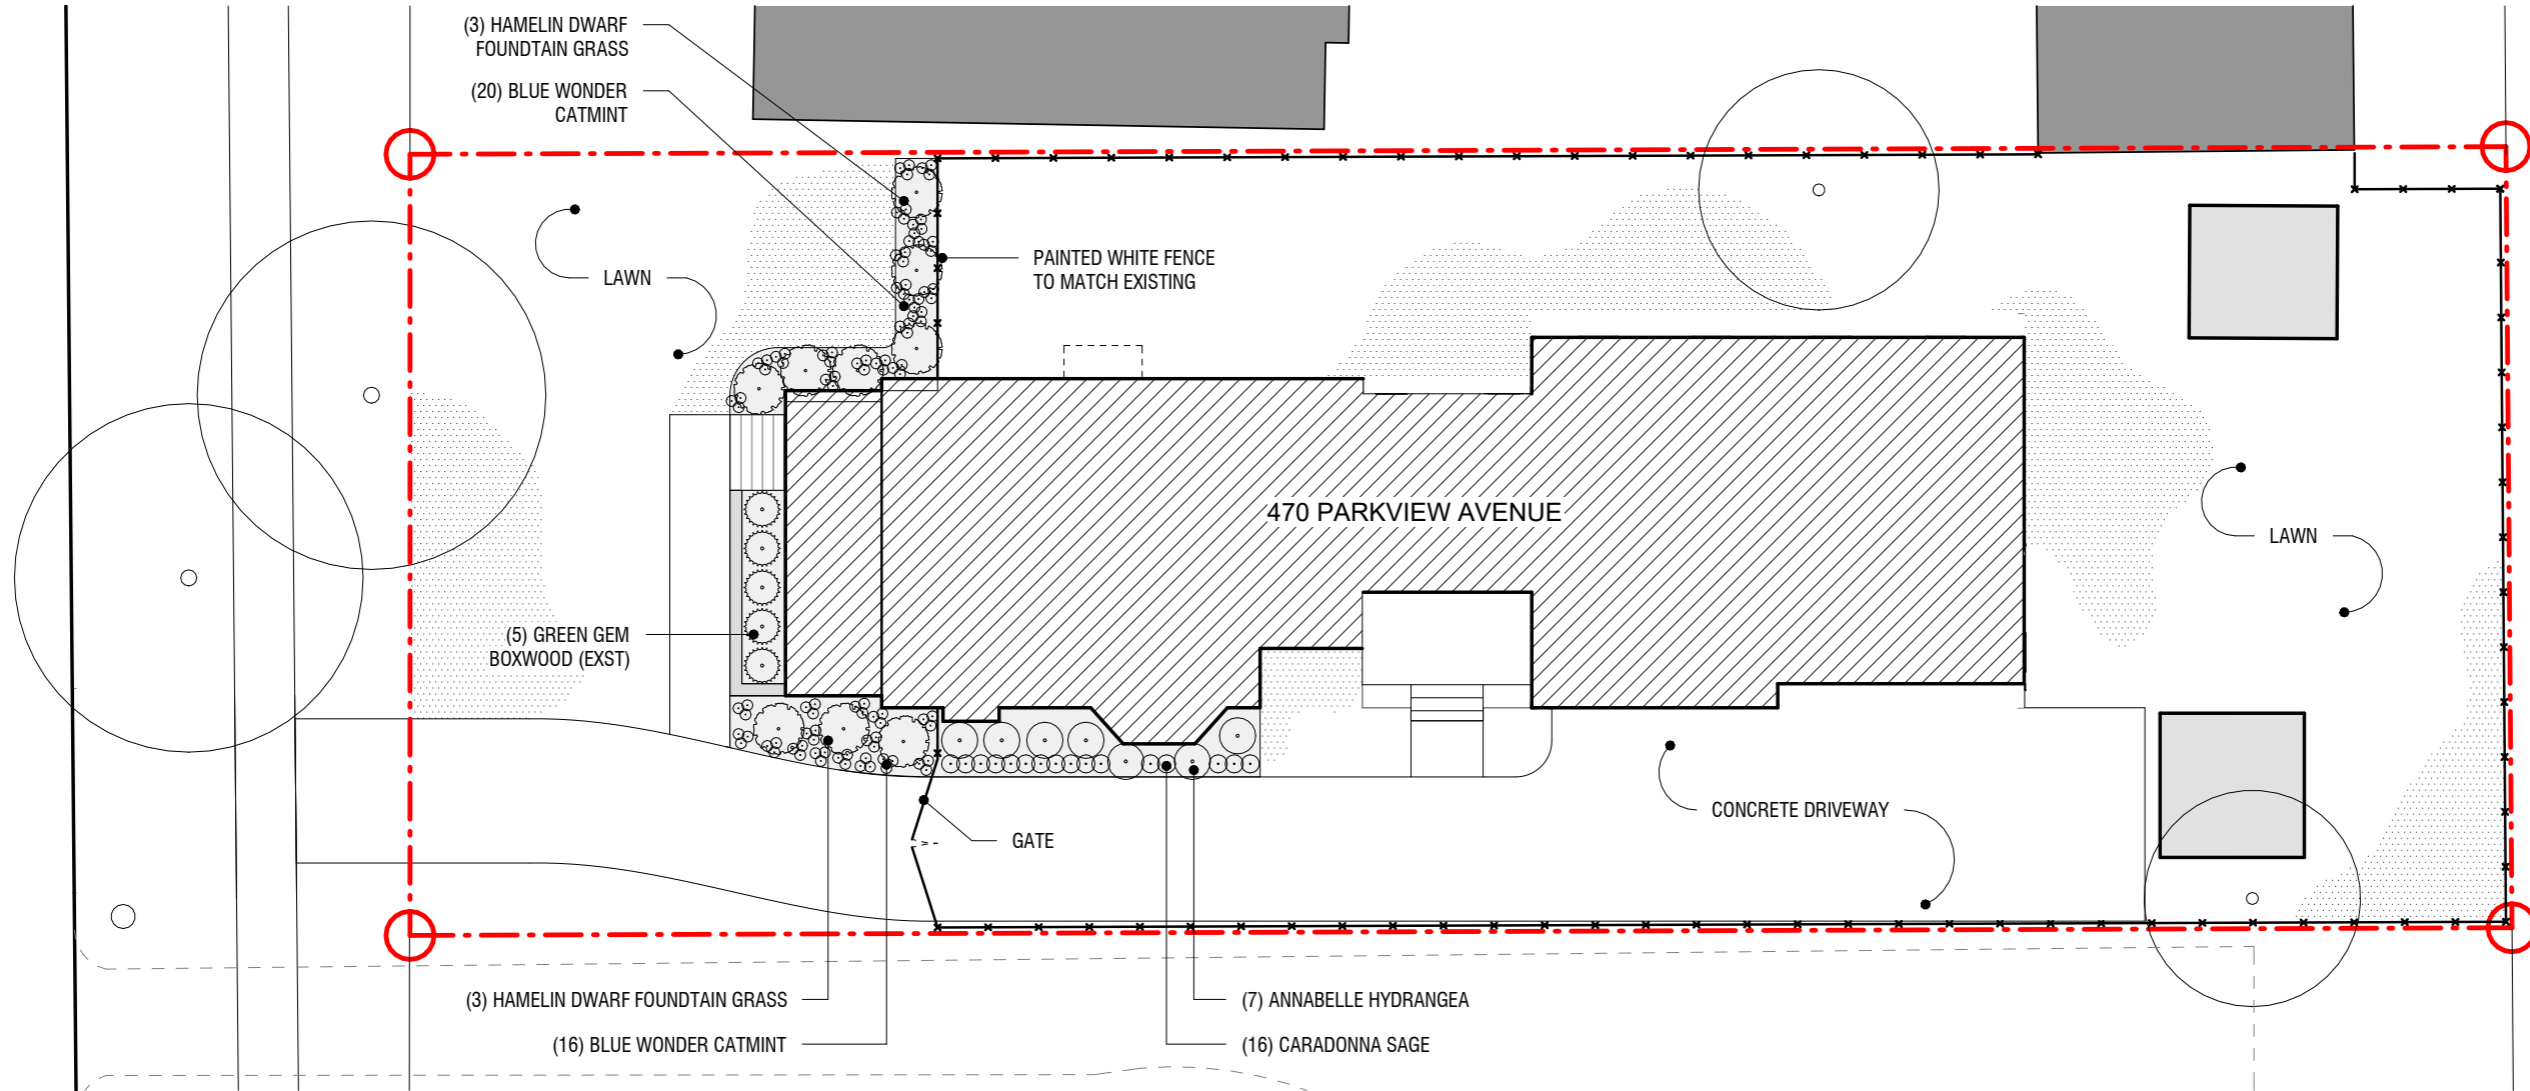 (3) HAMELIN DWARF
FOUNDTAIN GRASS
(20) BLUE WONDER
CATMINT
PAINTED WHITE FENCE
TO MATCH EXISTING
LAWN
470 PARKVIEW AVENUE
LAWN
(5) GREEN GEM
BOXWOOD (EXST)
CONCRETE DRIVEWAY
GATE
(3) HAMELIN DWARF FOUNDTAIN GRASS
(7) ANNABELLE HYDRANGEA
(16) BLUE WONDER CATMINT
(16) CARADONNA SAGE